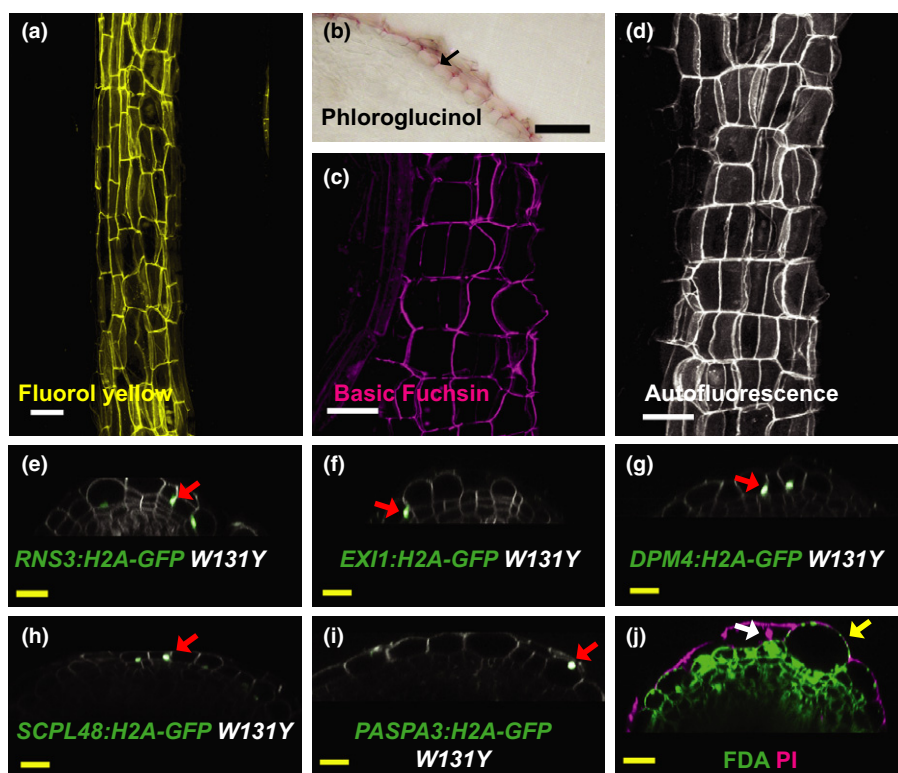 (a)
(b)
(d)
Phloroglucinol
(c)
Fluorol yellow
Basic Fuchsin
Autofluorescence
(e)
(f)
(g)
RNS3:H2A-GFP W131Y
EXI1:H2A-GFP W131Y
DPM4:H2A-GFP W131Y
(h)
(i)
(j)
SCPL48:H2A-GFP W131Y
PASPA3:H2A-GFP
W131Y
FDA PI